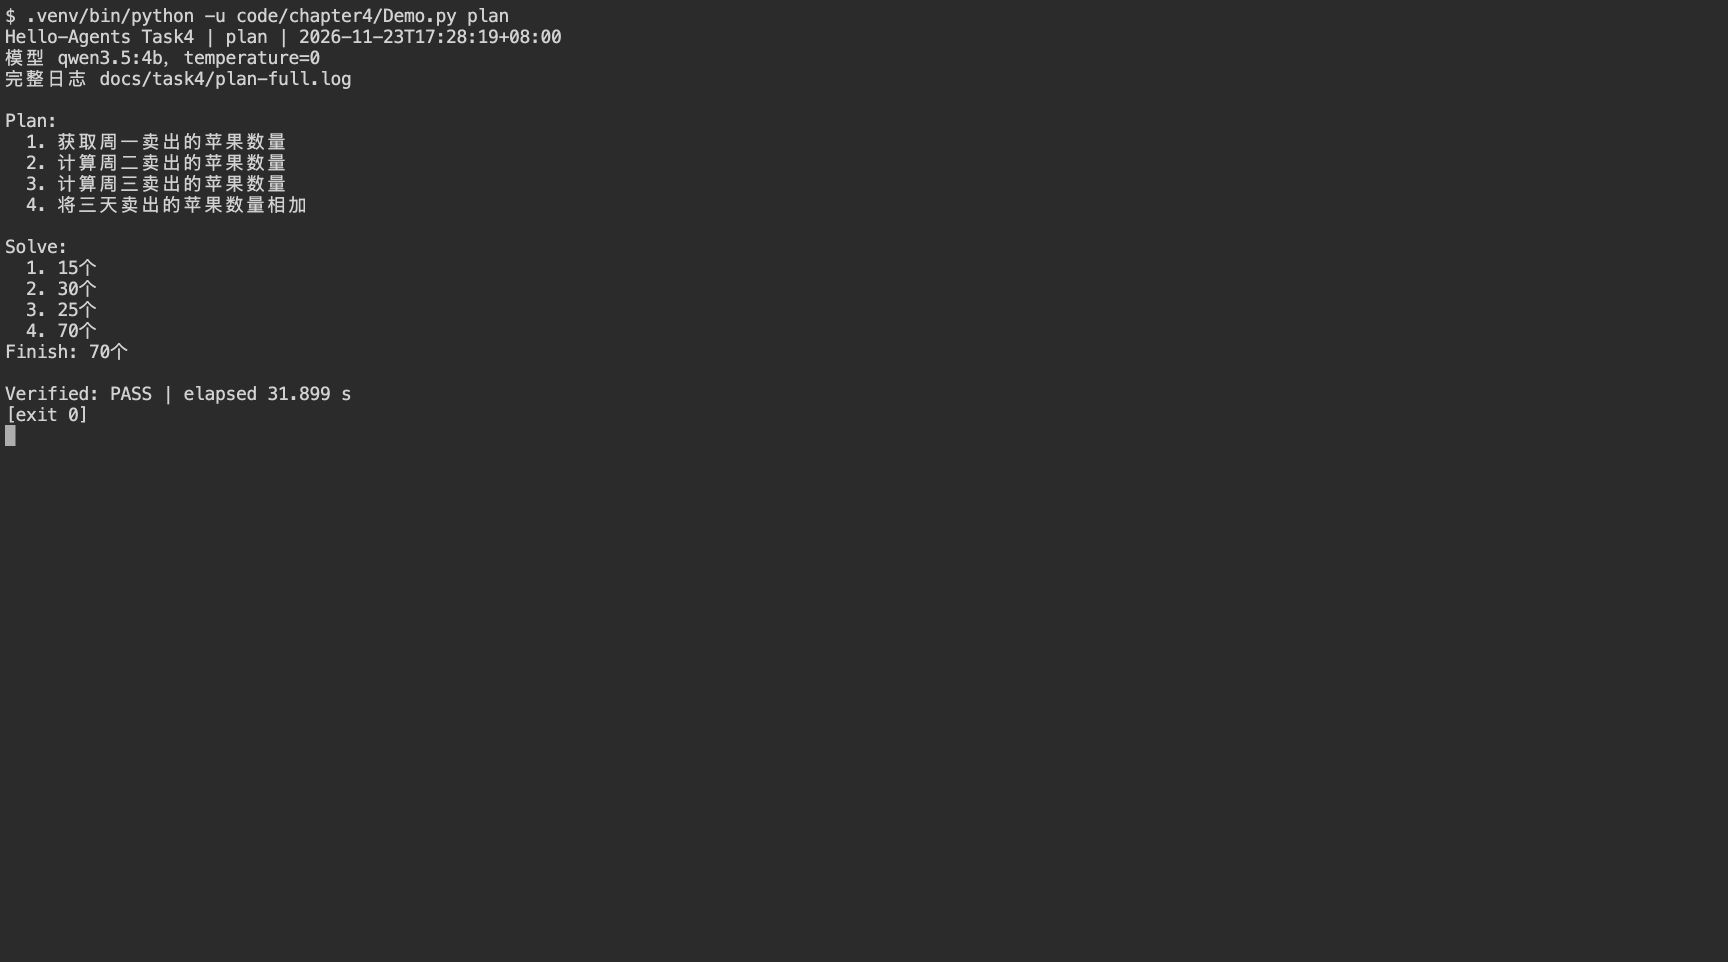 $ .venv/bin/python -u code/chapter4/Demo.py plan
Hello-Agents Task4 | plan | 2026-11-23T17:28:19+08:00
模型 qwen3.5:4b, temperature=0
完整日志 docs/task4/plan-full.log
Plan:
1. 获取周一卖出的苹果数量
2. 计算周二卖出的苹果数量
3. 计算周三卖出的苹果数量
4. 将三天卖出的苹果数量相加
Solve:
1. 15个
2. 30个
3. 25个
4. 70个
Finish: 70个
Verified: PASS | elapsed 31.899 s
[exit 0]